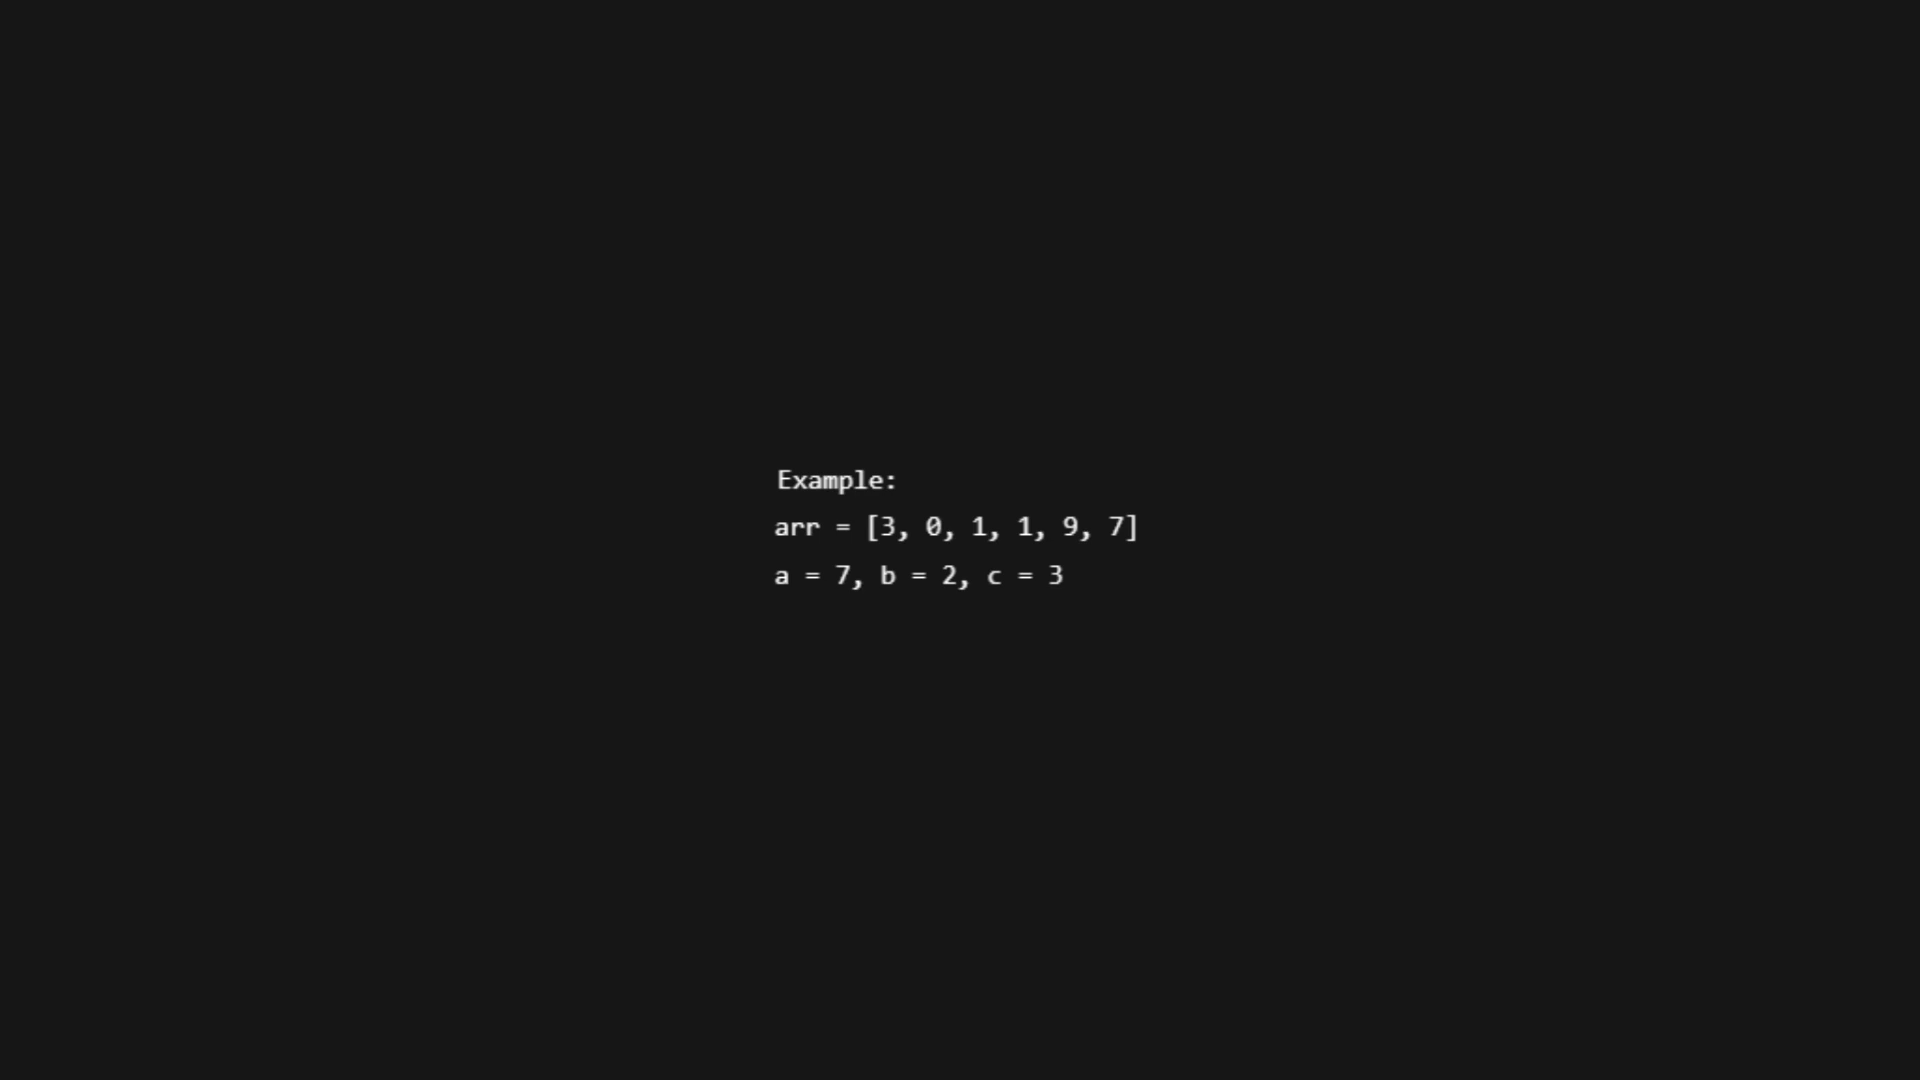 Example:
arr = [3, 0, 1, 1, 9, 7]
a = 7, b = 2, c = 3